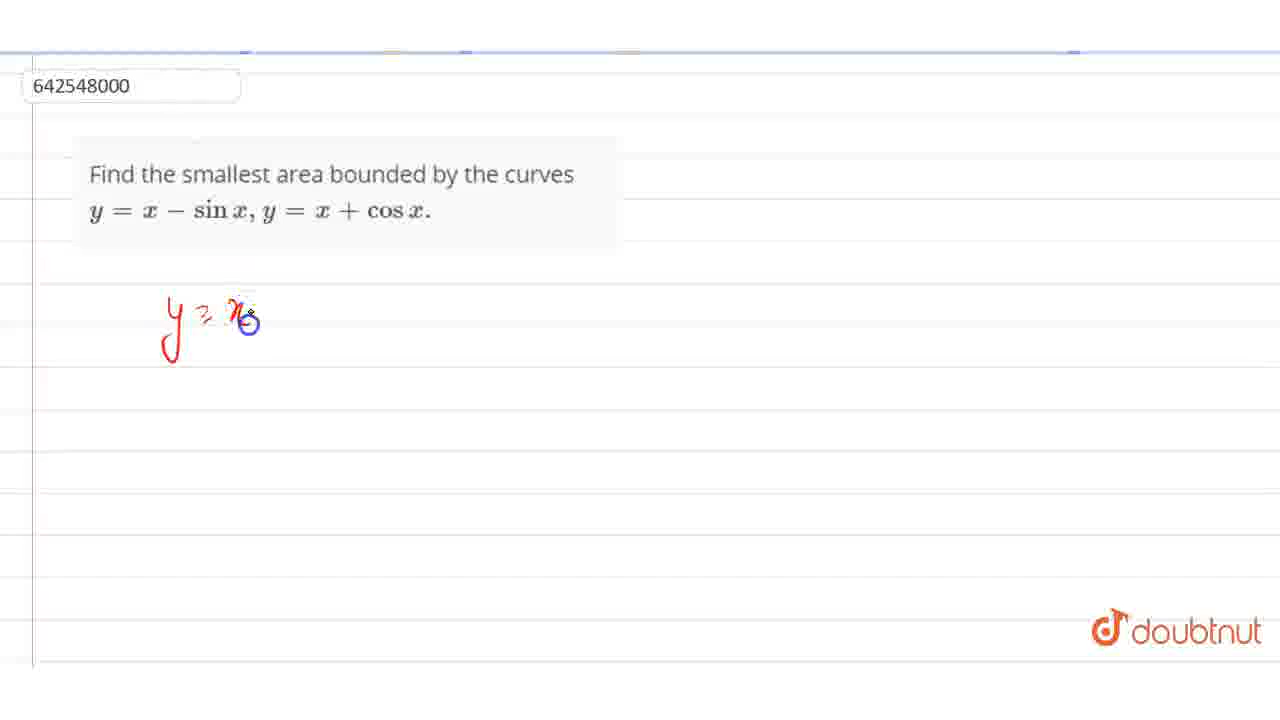 642548000
Find the smallest area bounded by the curves
y = x − sin x, y = x + cos x.
y = x
doubtnut